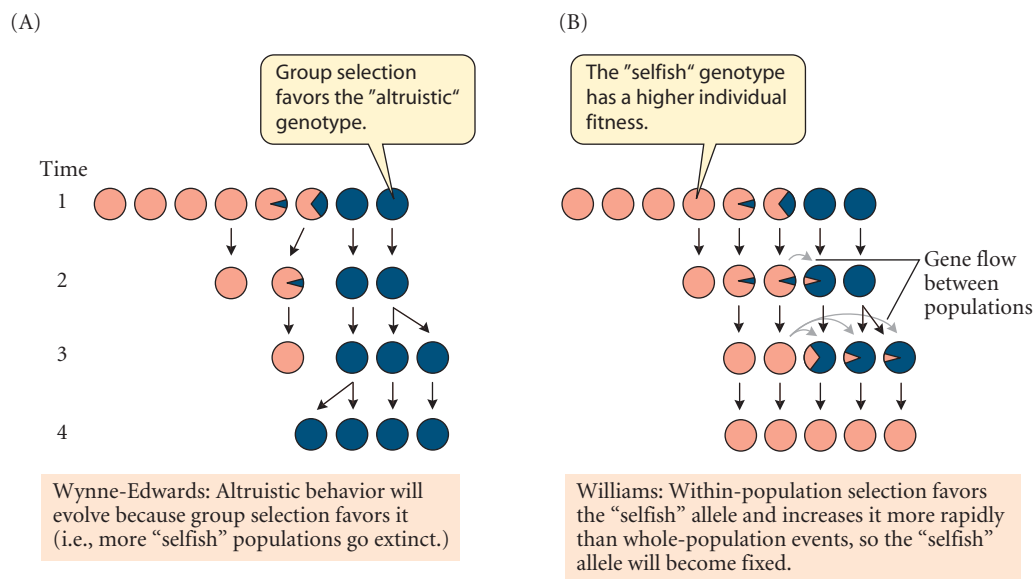 (A)
Group selection
favors the ”altruistic“
genotype.
Time
1
2
3
4
Wynne-Edwards: Altruistic behavior will
evolve because group selection favors it
(i.e., more “selfish” populations go extinct.)
(B)
The ”selfish“ genotype
has a higher individual
fitness.
Gene flow
between
populations
Williams: Within-population selection favors
the “selfish” allele and increases it more rapidly
than whole-population events, so the “selfish”
allele will become fixed.